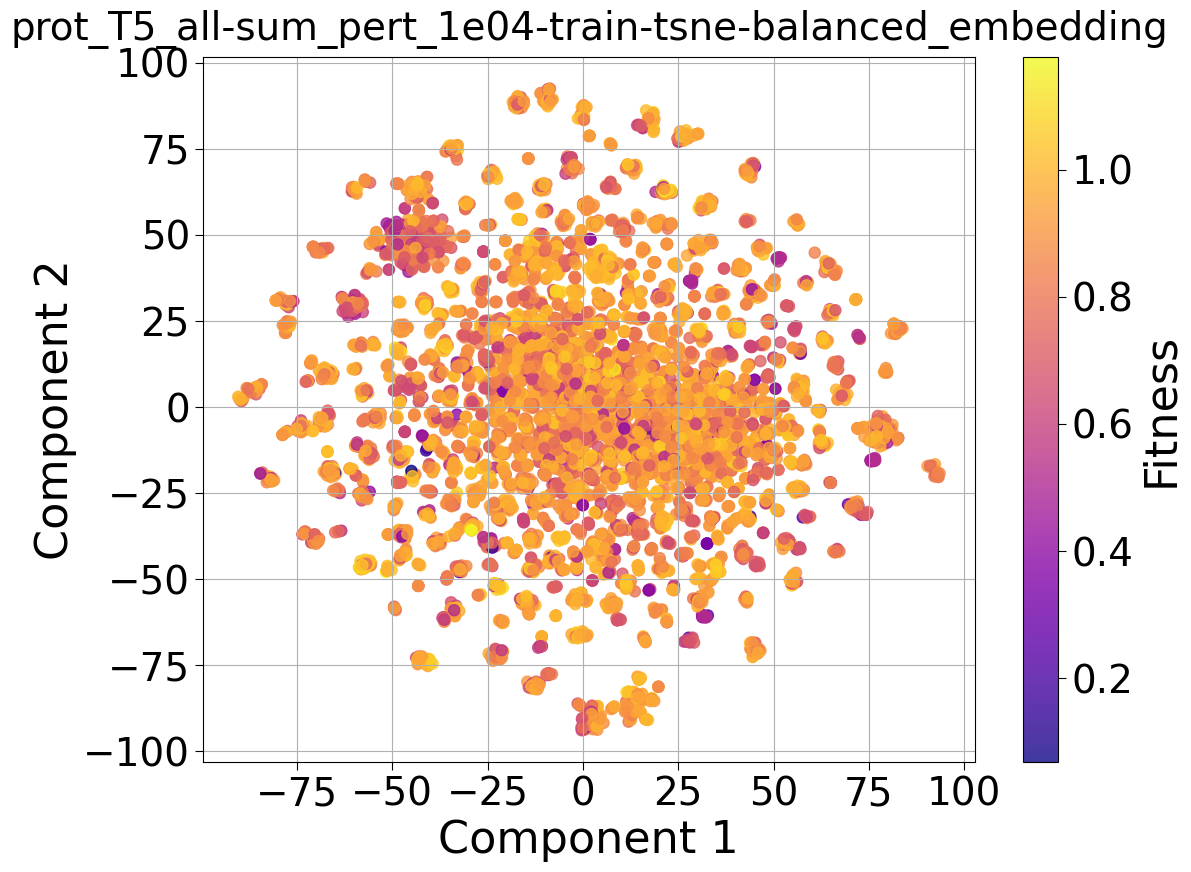 prot_T5_all-sum_pert_1e04-train-tsne-balanced_embedding
100
75
50
25
0
−25
−50
−75
−100
Component 2
−75 −50 −25 0 25 50 75 100
Component 1
1.0
0.8
0.6
0.4
0.2
Fitness